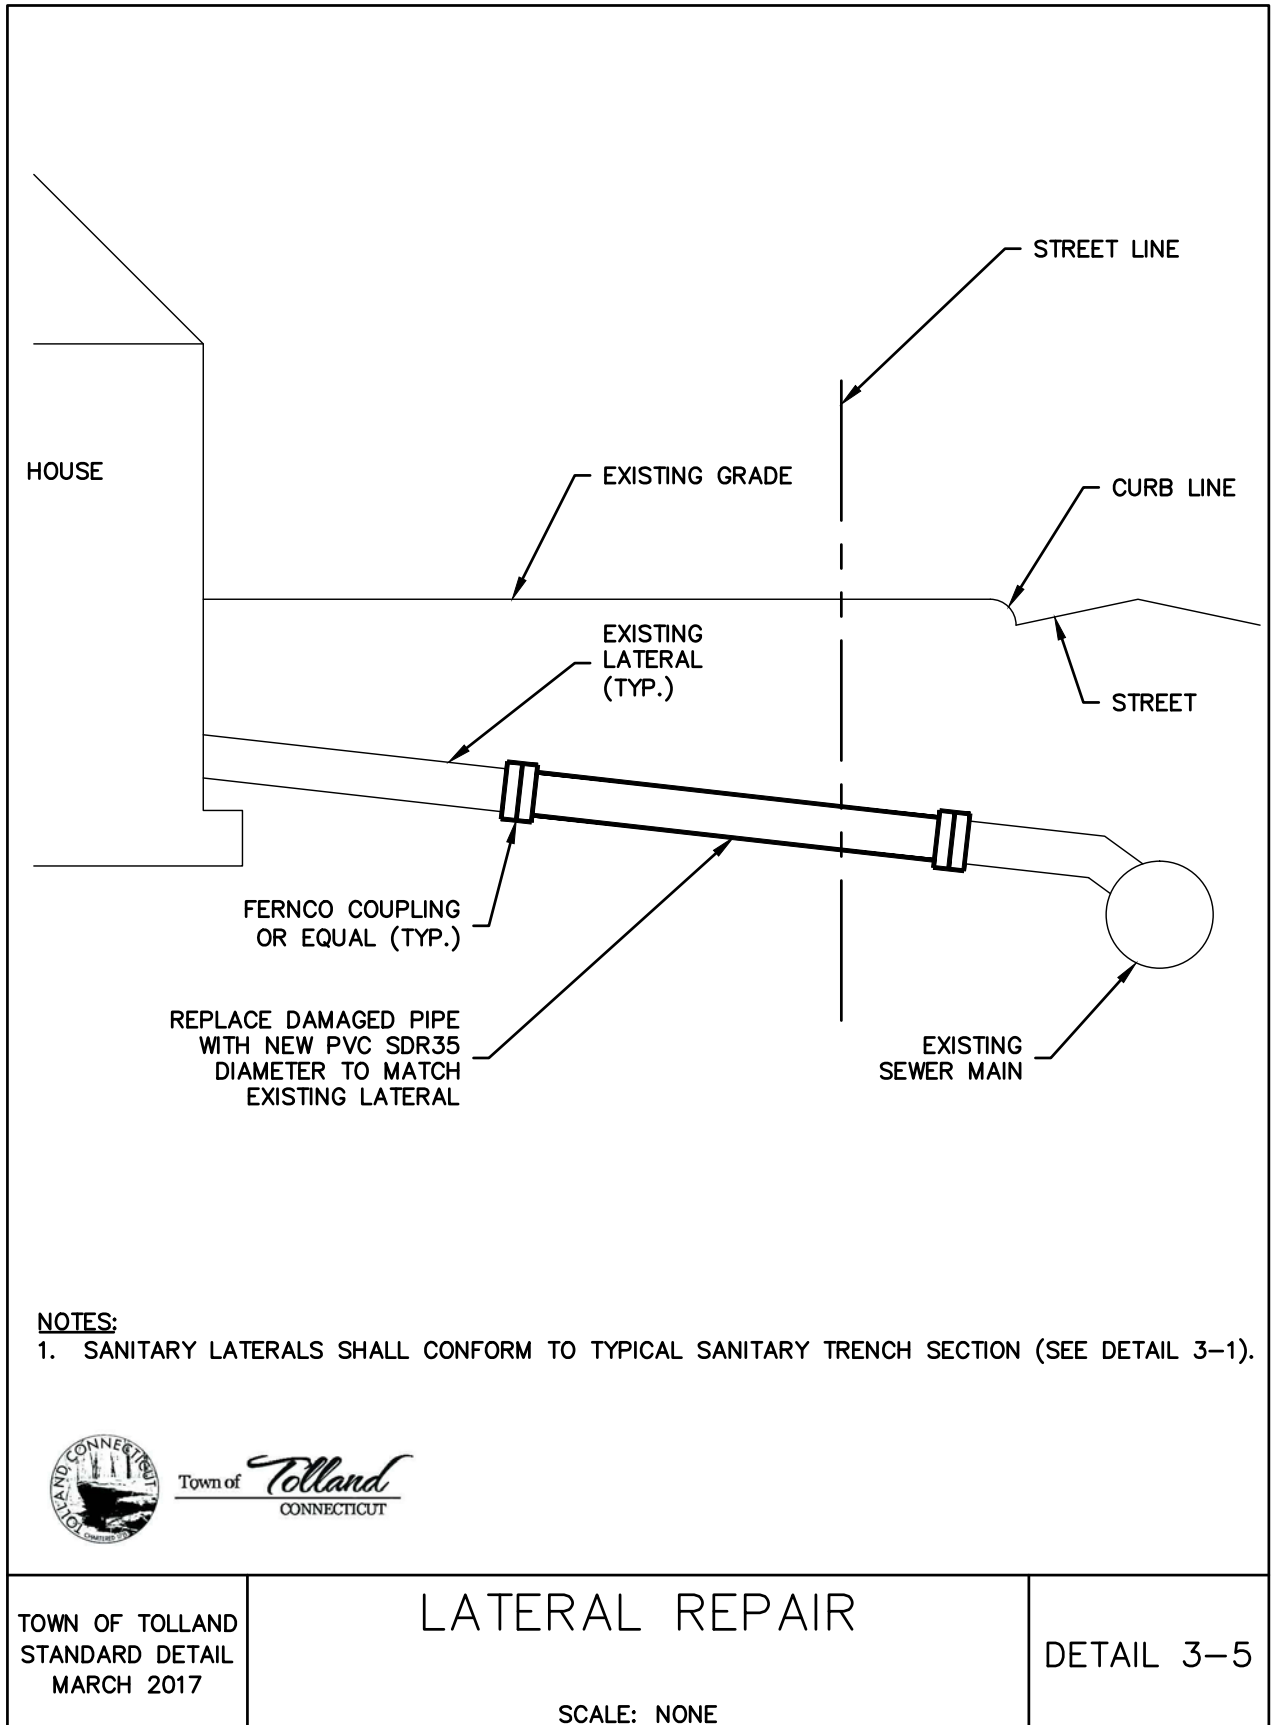 STREET LINE
HOUSE
EXISTING GRADE
CURB LINE
EXISTING
LATERAL
(TYP.)
STREET
FERNCO COUPLING
OR EQUAL (TYP.)
REPLACE DAMAGED PIPE
WITH NEW PVC SDR35
DIAMETER TO MATCH
EXISTING LATERAL
EXISTING
SEWER MAIN
NOTES:
1. SANITARY LATERALS SHALL CONFORM TO TYPICAL SANITARY TRENCH SECTION (SEE DETAIL 3-1).
TOLLAND, CONNECTICUT
CHARTERED
Town of Tolland
CONNECTICUT
TOWN OF TOLLAND
STANDARD DETAIL
MARCH 2017
LATERAL REPAIR
SCALE: NONE
DETAIL 3-5